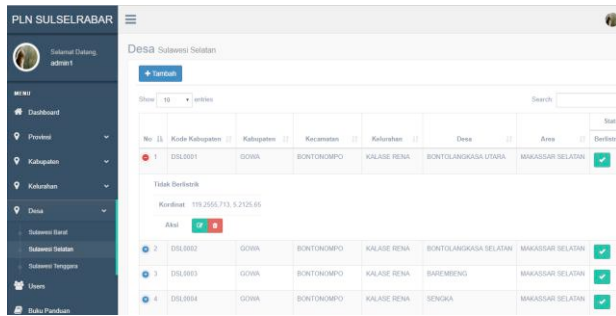 PLN SULSELRABAR
Selamat Datang,
admin1
MENU
Dashboard
Provinsi
Kabupaten
Kelurahan
Desa
Sulawesi Barat
Sulawesi Selatan
Sulawesi Tenggara
Users
Buku Panduan
Desa Sulawesi Selatan
+ Tambah
Show 10 entries
Search:
No Kode Kabupaten Kabupaten Kecamatan Kelurahan Desa Area
1 DSL0001 GOWA BONTONOMPO KALASE RENA BONTOLANGKASA UTARA MAKASSAR SELATAN
Tidak Berlistrik
Kordinat 119.2556,713, 5.2125.65
Aksi
2 DSL0002 GOWA BONTONOMPO KALASE RENA BONTOLANGKASA SELATAN MAKASSAR SELATAN
3 DSL0003 GOWA BONTONOMPO KALASE RENA BAREMBENG MAKASSAR SELATAN
4 DSL0004 GOWA BONTONOMPO KALASE RENA SENGKA MAKASSAR SELATAN